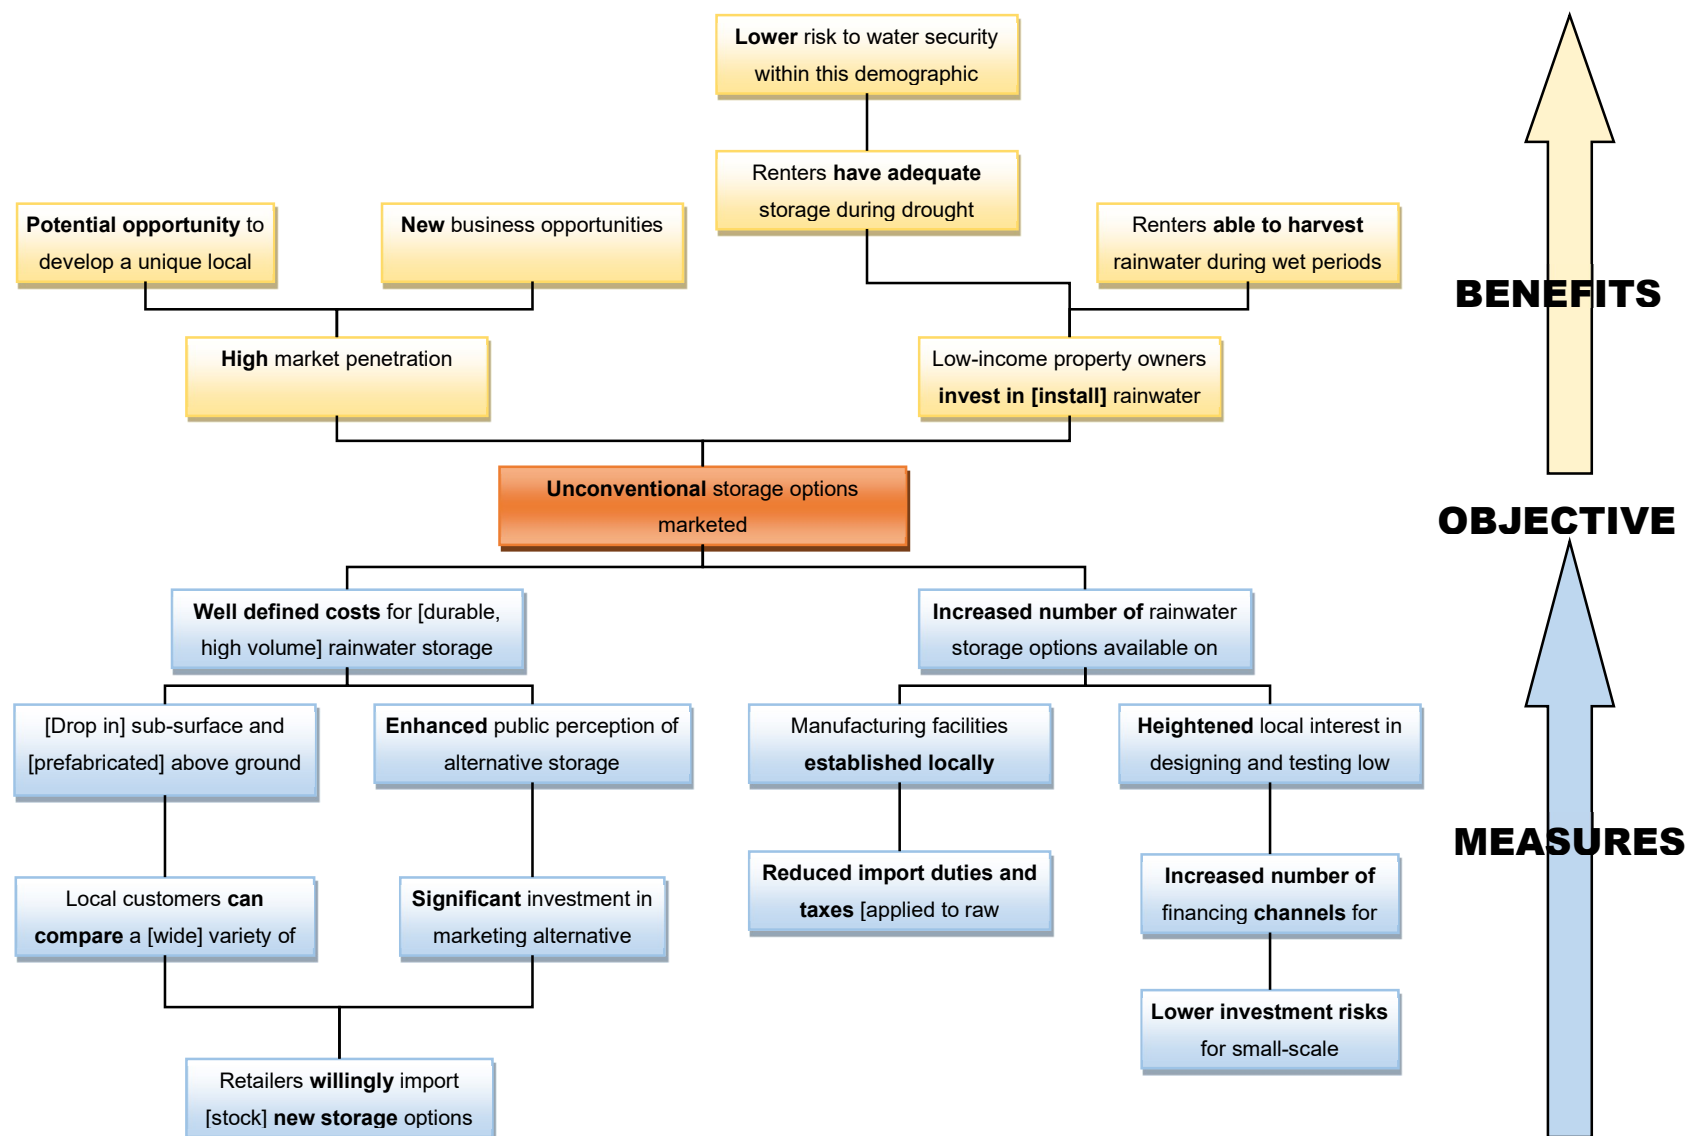 Lower risk to water security
within this demographic
Renters have adequate
storage during drought
Potential opportunity to
develop a unique local
New business opportunities
Renters able to harvest
rainwater during wet periods
BENEFITS
High market penetration
Low-income property owners
invest in [install] rainwater
Unconventional storage options
marketed
OBJECTIVE
Well defined costs for [durable,
high volume] rainwater storage
Increased number of rainwater
storage options available on
[Drop in] sub-surface and
[prefabricated] above ground
Enhanced public perception of
alternative storage
Manufacturing facilities
established locally
Heightened local interest in
designing and testing low
MEASURES
Local customers can
compare a [wide] variety of
Significant investment in
marketing alternative
Reduced import duties and
taxes [applied to raw
Increased number of
financing channels for
Lower investment risks
for small-scale
Retailers willingly import
[stock] new storage options